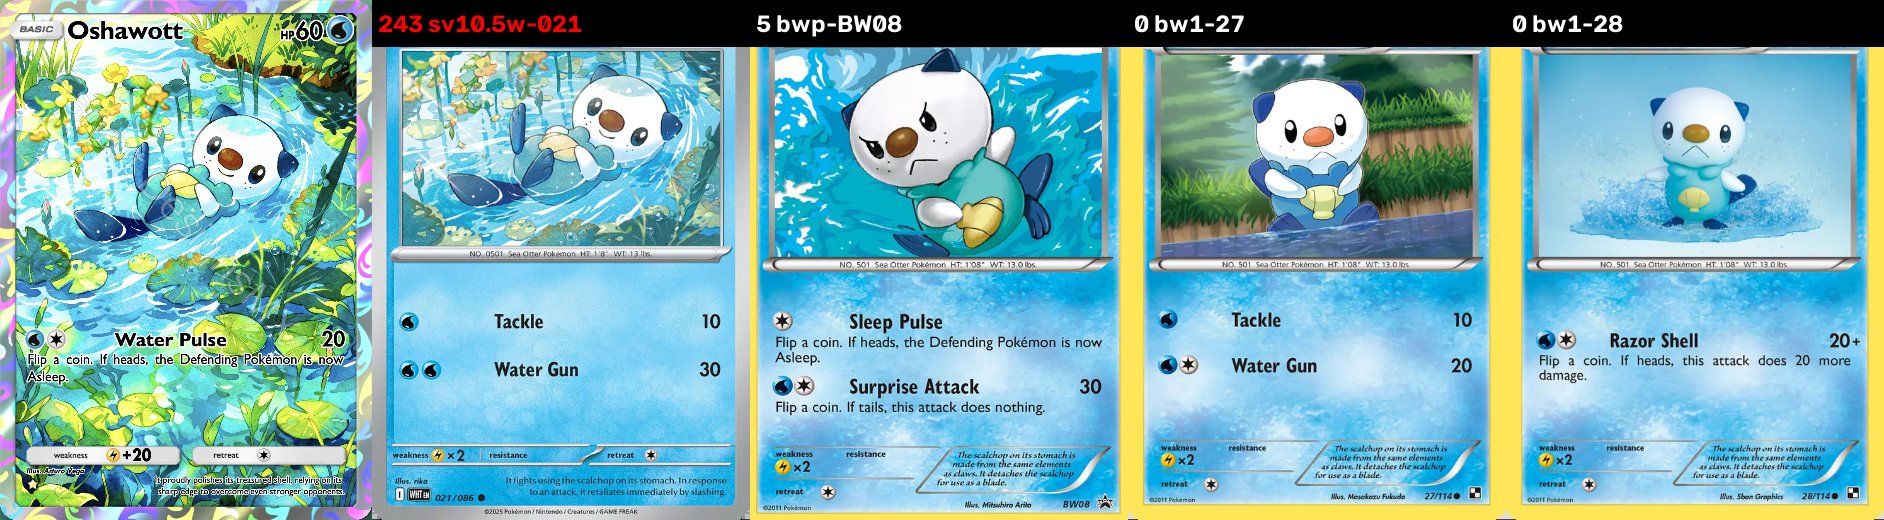 BASIC Oshawott HP60
Water Pulse 20
Flip a coin. If heads, the Defending Pokémon is now
Asleep.
weakness +20 retreat
It proudly polishes its treasured shell, relying on its
sharp edge to overcome even stronger opponents.
243 sv10.5w-021
NO. 0501 Sea Otter Pokémon HT: 1'8" WT: 13 lbs.
Tackle 10
Water Gun 30
weakness ×2 resistance retreat
Illus. rika
It fights using the scalchop on its stomach. In response
to an attack, it retaliates immediately by slashing.
I WHT EN 021/086
©2025 Pokémon / Nintendo / Creatures / GAME FREAK
5 bwp-BW08
NO. 501 Sea Otter Pokémon HT: 1'08" WT: 13.0 lbs.
Sleep Pulse
Flip a coin. If heads, the Defending Pokémon is now
Asleep.
Surprise Attack 30
Flip a coin. If tails, this attack does nothing.
weakness resistance
×2
retreat
The scalchop on its stomach is
made from the same elements
as claws. It detaches the scalchop
for use as a blade.
©2011 Pokémon Illus. Mitsuhiro Arita BW08
0 bw1-27
NO. 501 Sea Otter Pokémon HT: 1'08" WT: 13.0 lbs.
Tackle 10
Water Gun 20
weakness resistance
×2
retreat
The scalchop on its stomach is
made from the same elements
as claws. It detaches the scalchop
for use as a blade.
©2011 Pokémon Illus. Masakazu Fukuda 27/114
0 bw1-28
NO. 501 Sea Otter Pokémon HT: 1'08" WT: 13.0 lbs.
Razor Shell 20+
Flip a coin. If heads, this attack does 20 more
damage.
weakness resistance
×2
retreat
The scalchop on its stomach is
made from the same elements
as claws. It detaches the scalchop
for use as a blade.
©2011 Pokémon Illus. 5ban Graphics 28/114